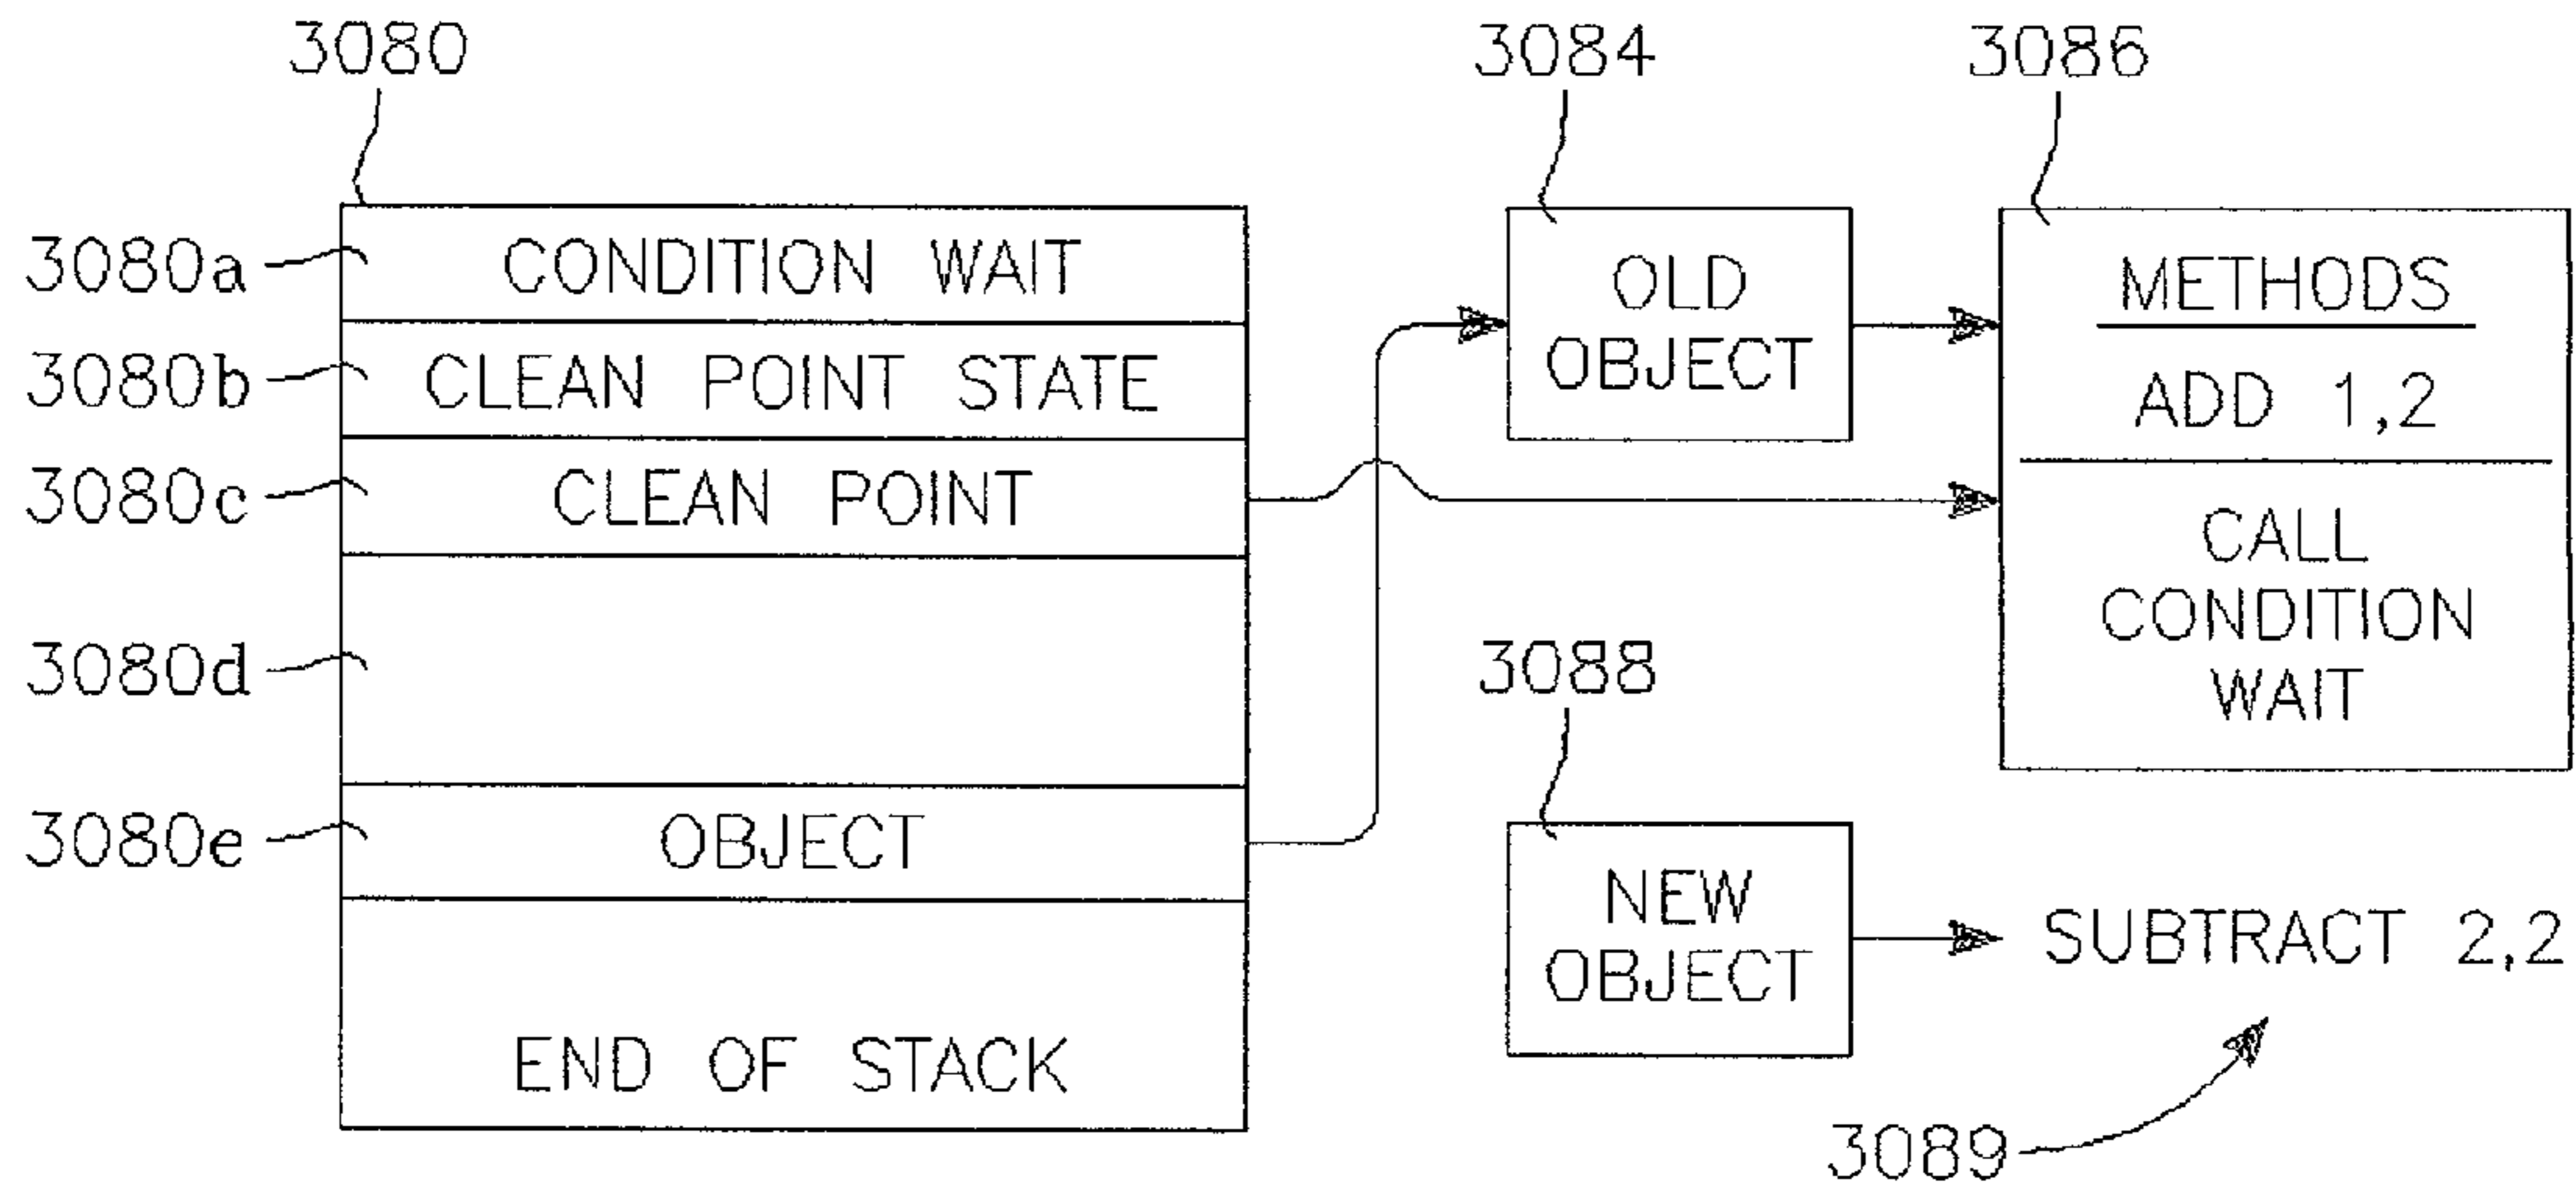 3080
3084
3086
3080a
CONDITION WAIT
3080b
CLEAN POINT STATE
3080c
CLEAN POINT
3080d
3080e
OBJECT
END OF STACK
OLD
OBJECT
METHODS
ADD 1,2
CALL
CONDITION
WAIT
3088
NEW
OBJECT
SUBTRACT 2,2
3089